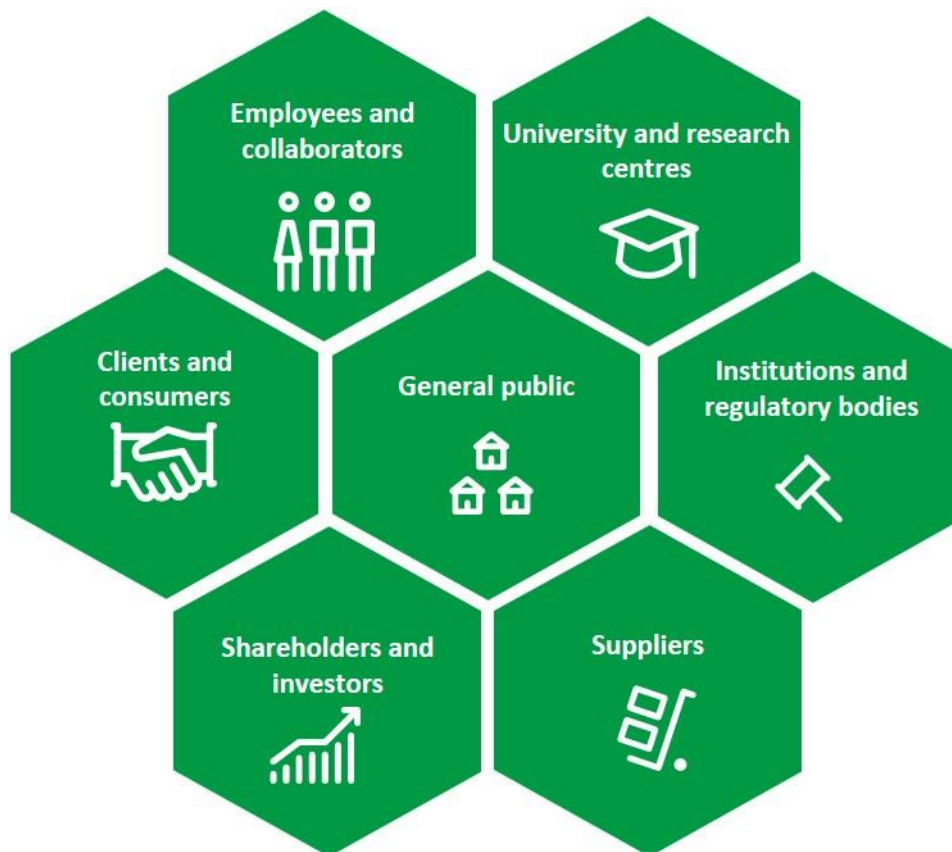 Employees and
collaborators
University and research
centres
Clients and
consumers
General public
Institutions and
regulatory bodies
Shareholders and
investors
Suppliers